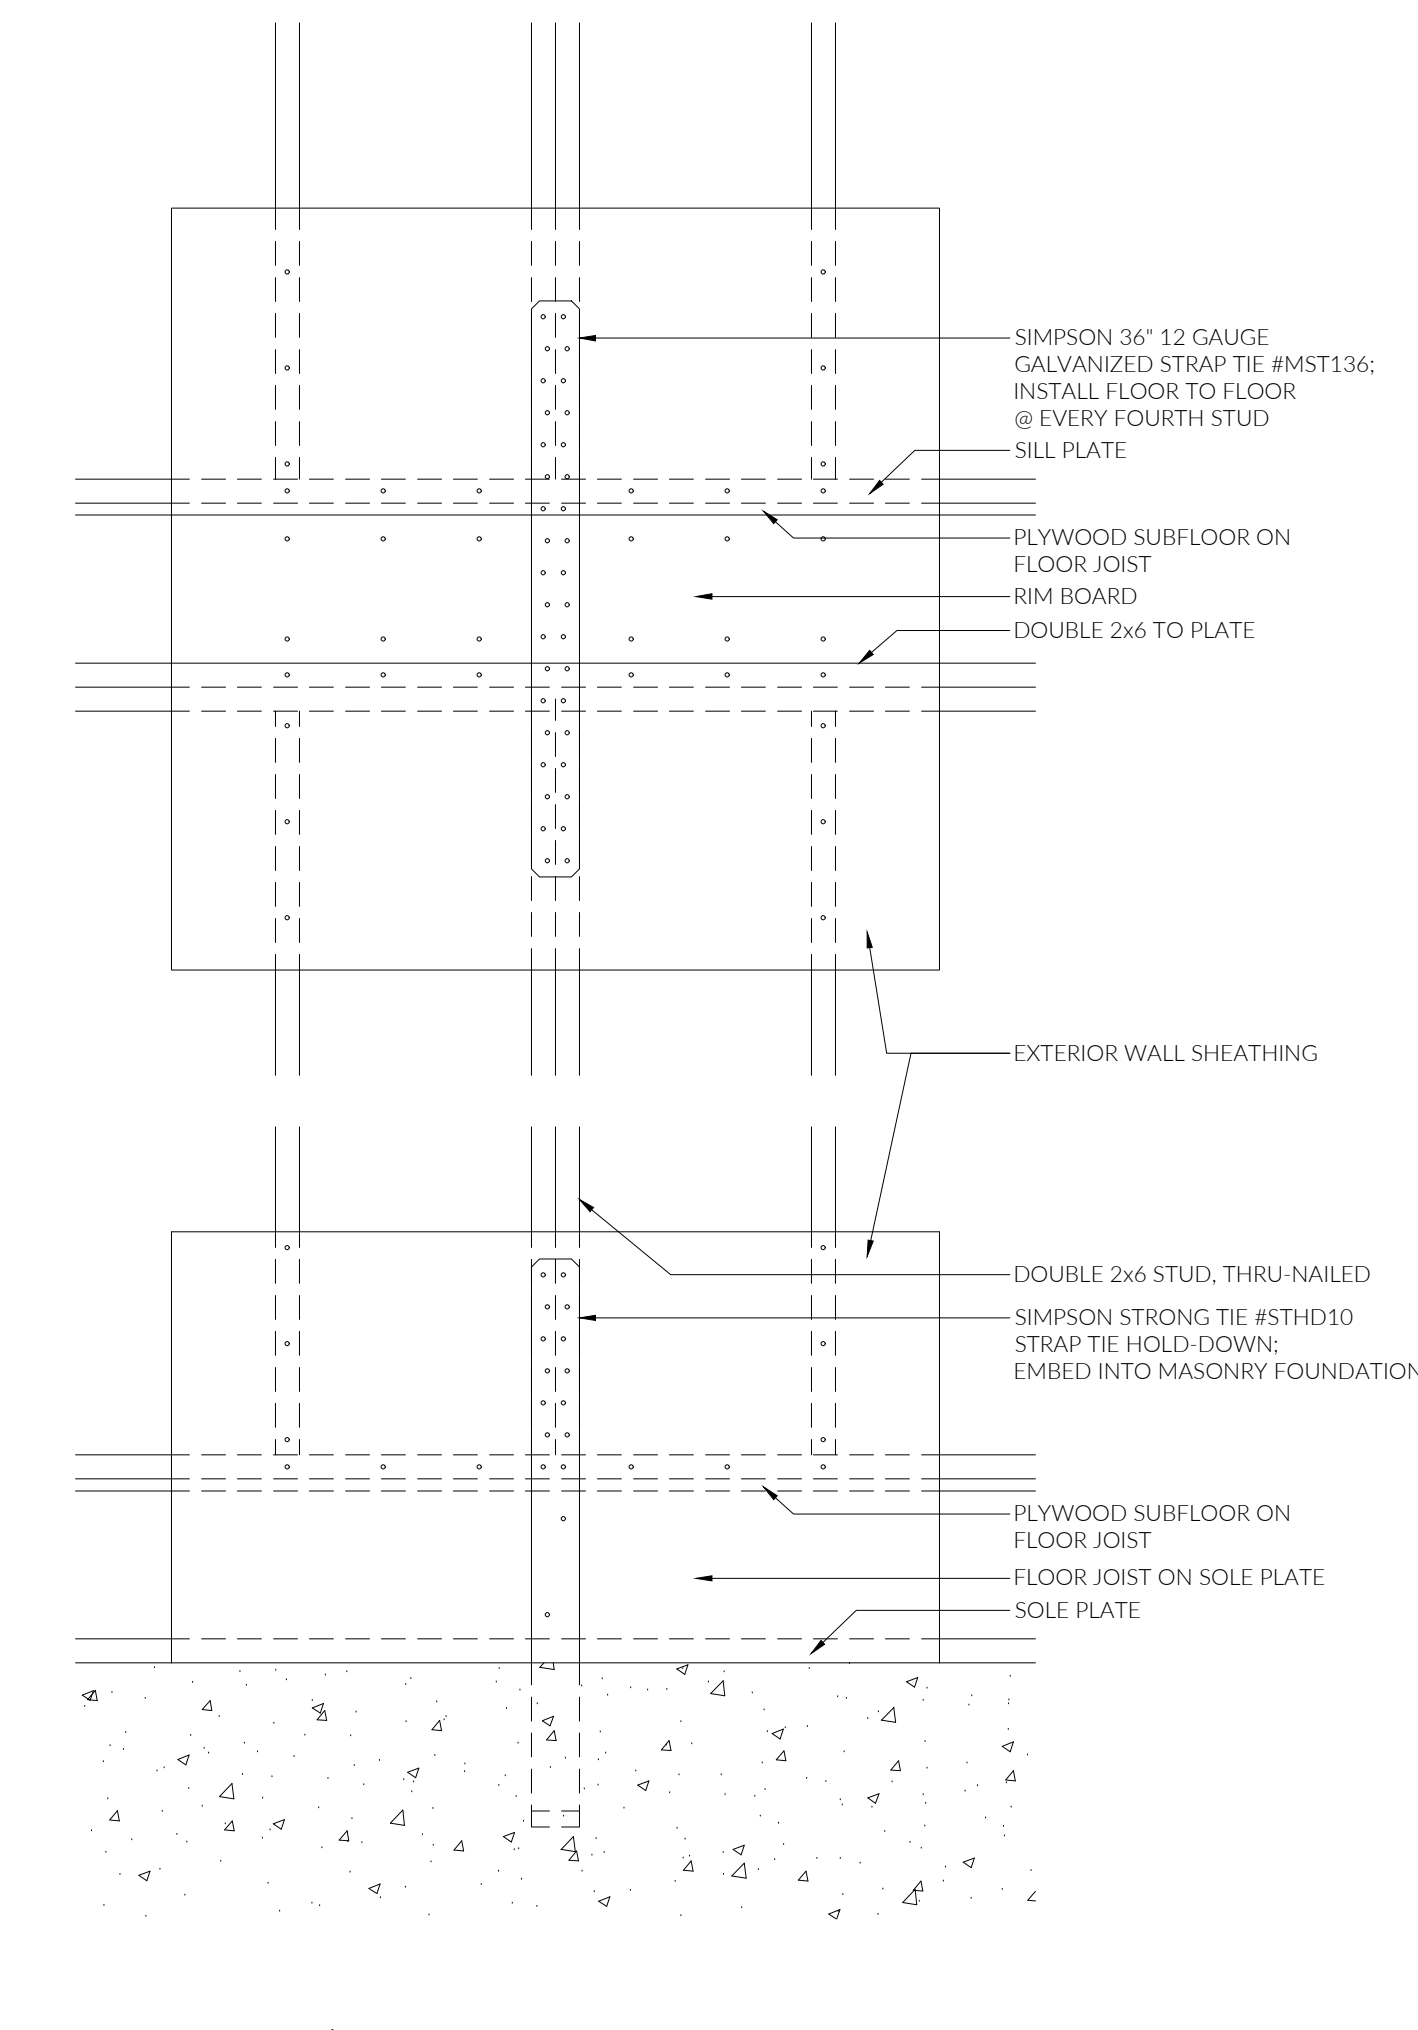 SIMPSON 36" 12 GAUGE
GALVANIZED STRAP TIE #MST136;
INSTALL FLOOR TO FLOOR
@ EVERY FOURTH STUD
SILL PLATE
PLYWOOD SUBFLOOR ON
FLOOR JOIST
RIM BOARD
DOUBLE 2x6 TO PLATE
EXTERIOR WALL SHEATHING
DOUBLE 2x6 STUD, THRU-NAILED
SIMPSON STRONG TIE #STHD10
STRAP TIE HOLD-DOWN;
EMBED INTO MASONRY FOUNDATION
PLYWOOD SUBFLOOR ON
FLOOR JOIST
FLOOR JOIST ON SOLE PLATE
SOLE PLATE